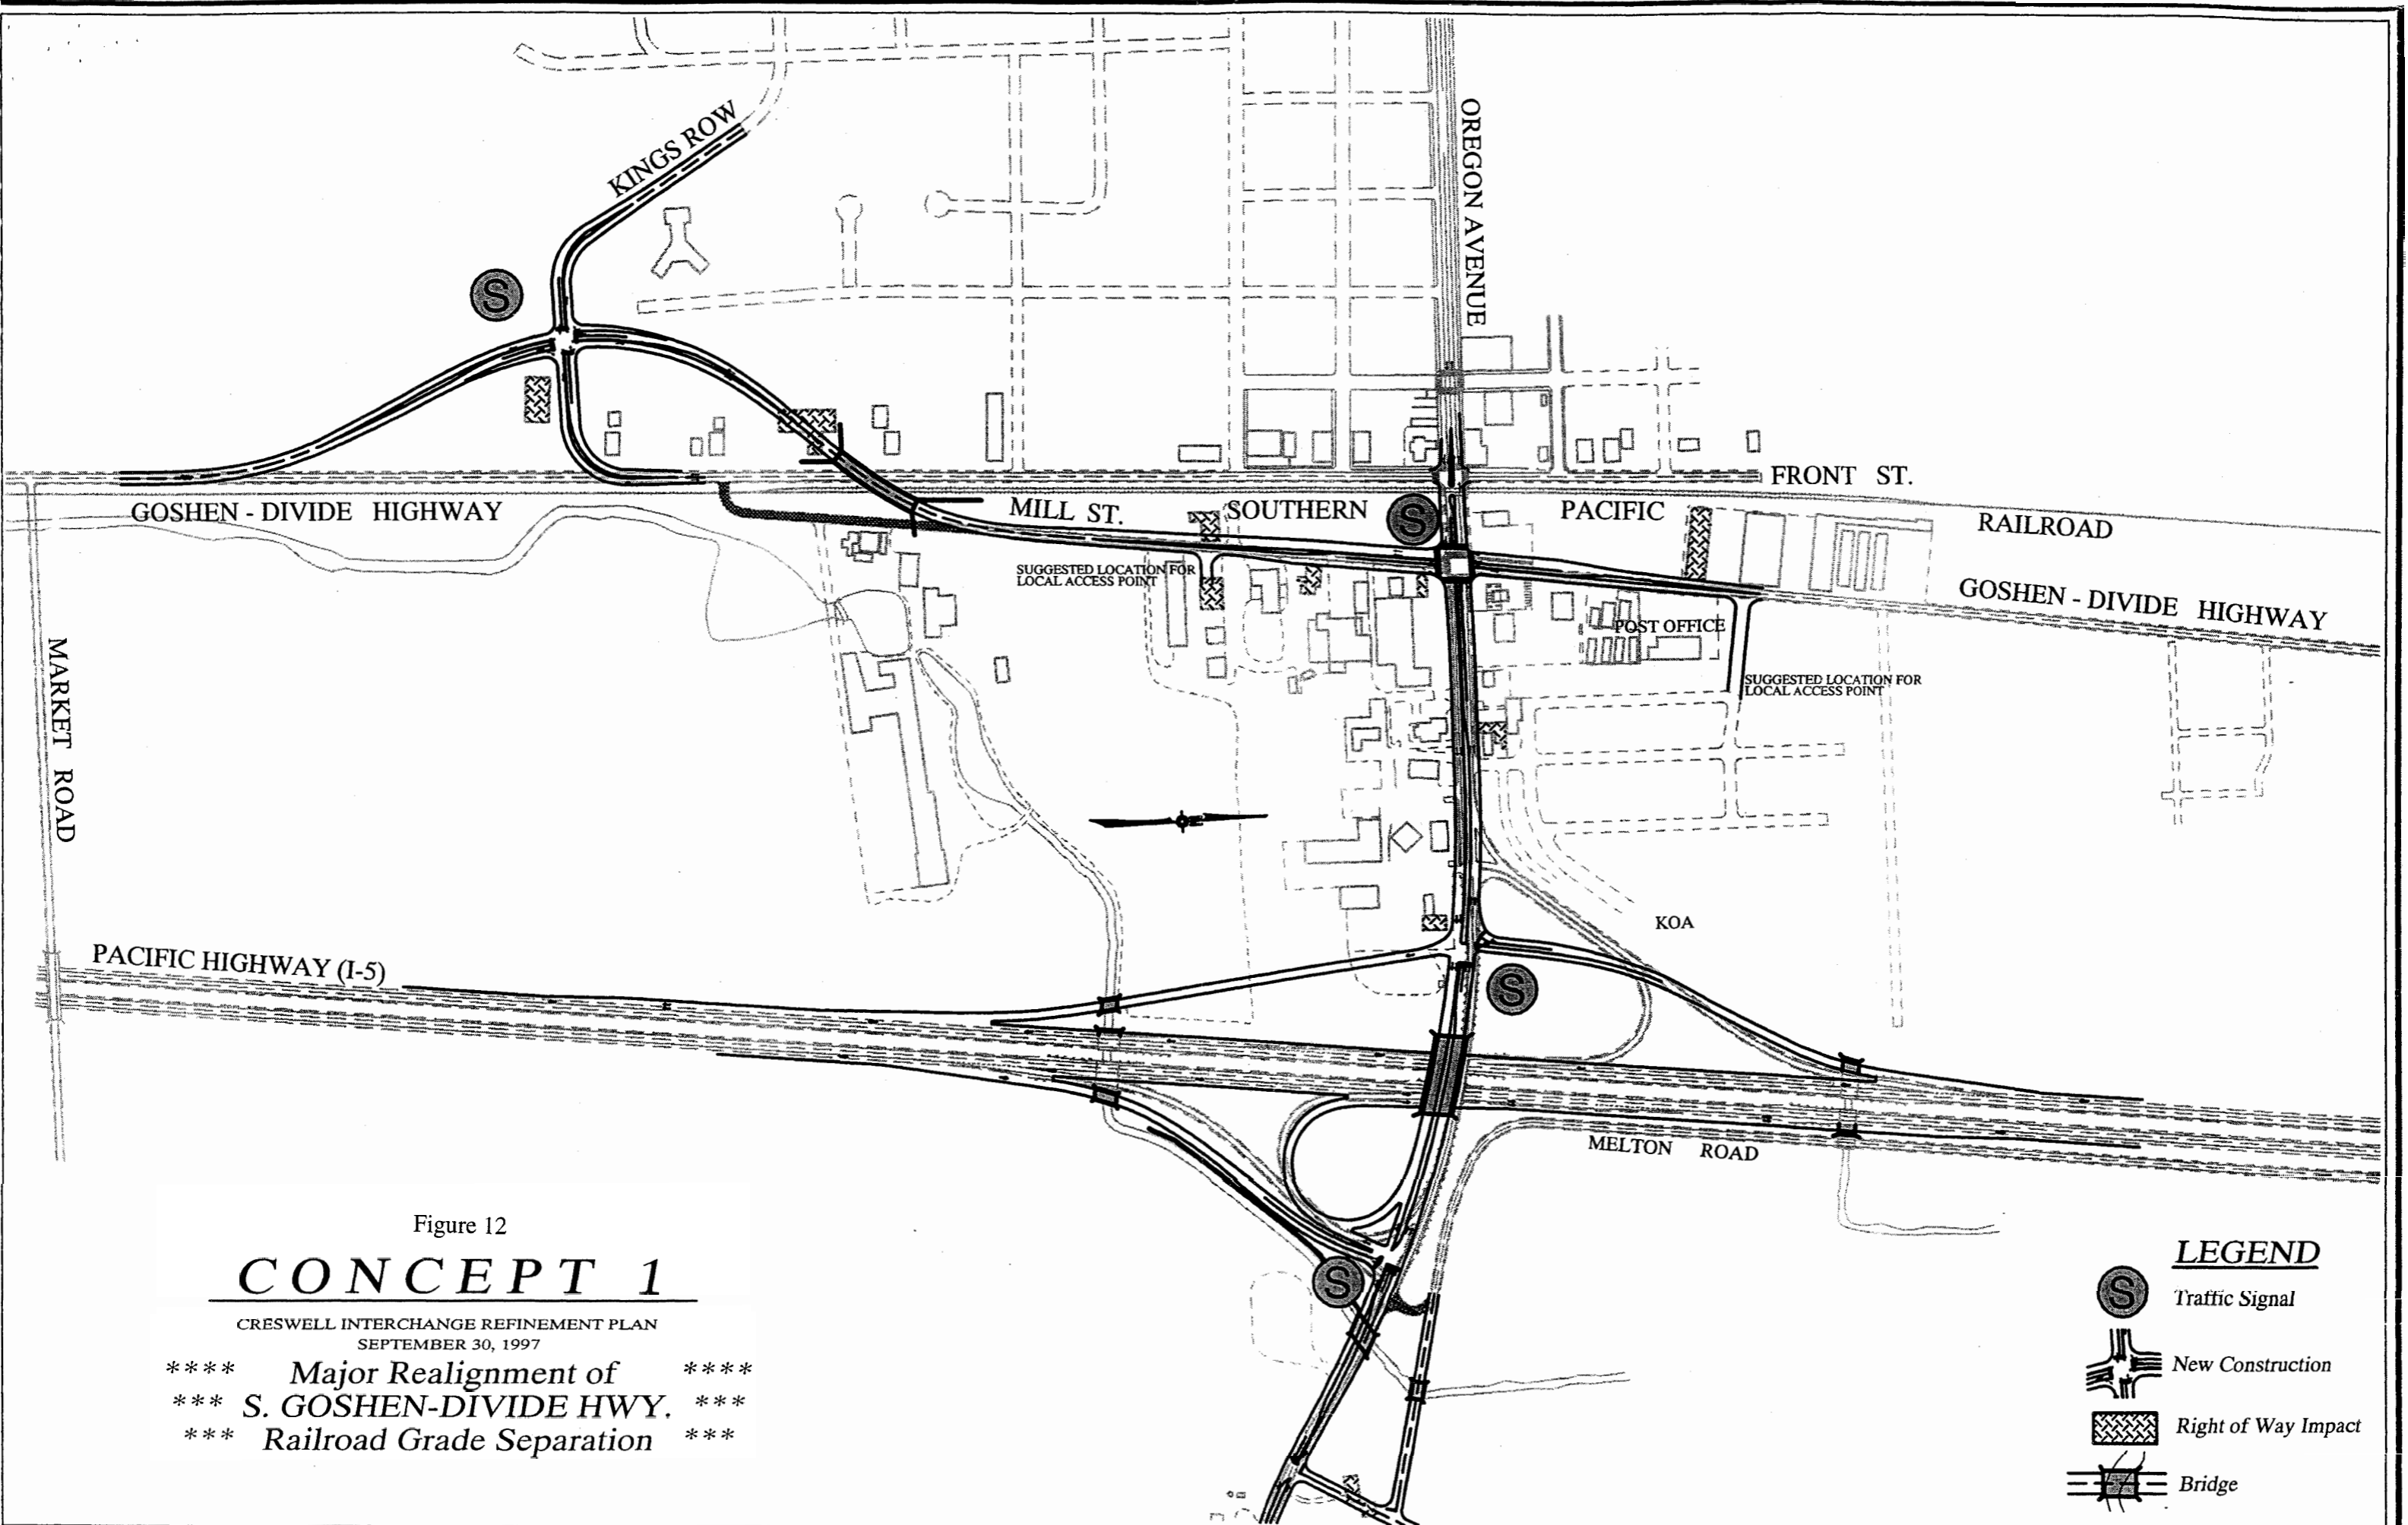 KINGS ROW
OREGON AVENUE
S
FRONT ST.
GOSHEN - DIVIDE HIGHWAY
MILL ST.
SOUTHERN
S
PACIFIC
RAILROAD
SUGGESTED LOCATION FOR
LOCAL ACCESS POINT
GOSHEN - DIVIDE HIGHWAY
POST OFFICE
SUGGESTED LOCATION FOR
LOCAL ACCESS POINT
MARKET ROAD
KOA
PACIFIC HIGHWAY (I-5)
S
MELTON ROAD
S
Figure 12
CONCEPT 1
CRESWELL INTERCHANGE REFINEMENT PLAN
SEPTEMBER 30, 1997
**** Major Realignment of ****
*** S. GOSHEN-DIVIDE HWY. ***
*** Railroad Grade Separation ***
LEGEND
S Traffic Signal
New Construction
Right of Way Impact
Bridge